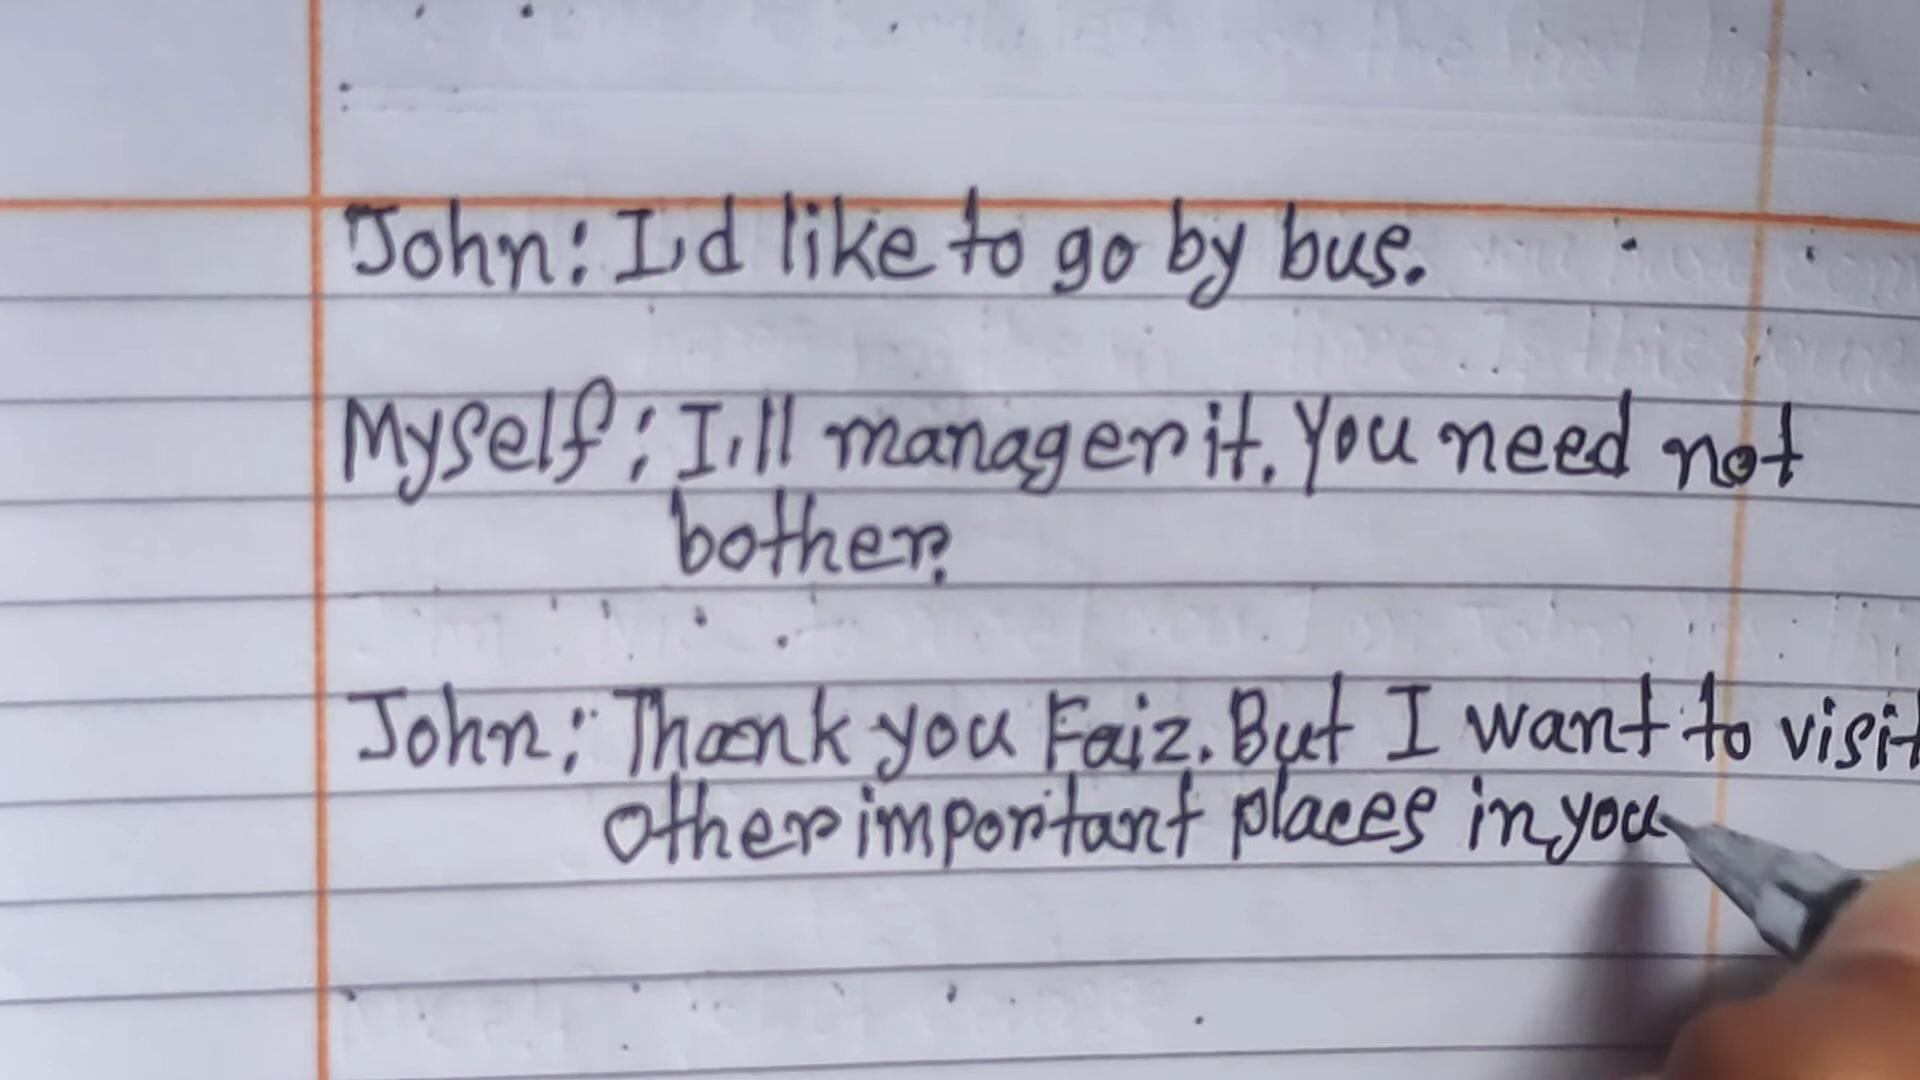 John: I,d like to go by bus.
Myself: I,ll manager it. You need not
bother.
John: Thank you Faiz. But I want to visit
other important places in you